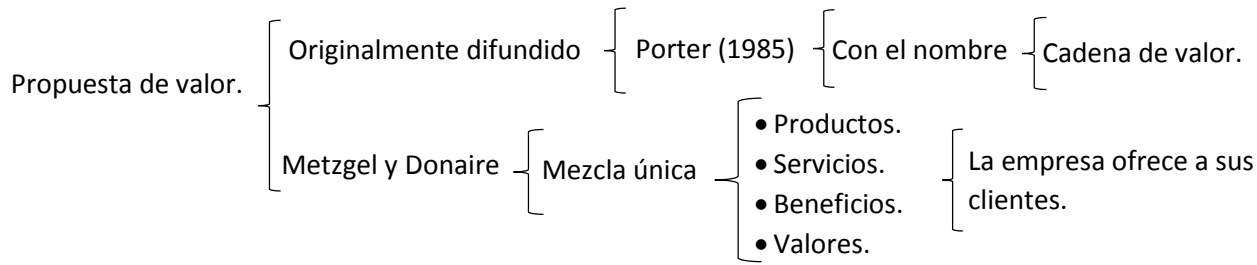 Propuesta de valor.
Originalmente difundido
Porter (1985)
Con el nombre
Cadena de valor.
Metzgel y Donaire
Mezcla única
• Productos.
• Servicios.
• Beneficios.
• Valores.
La empresa ofrece a sus
clientes.